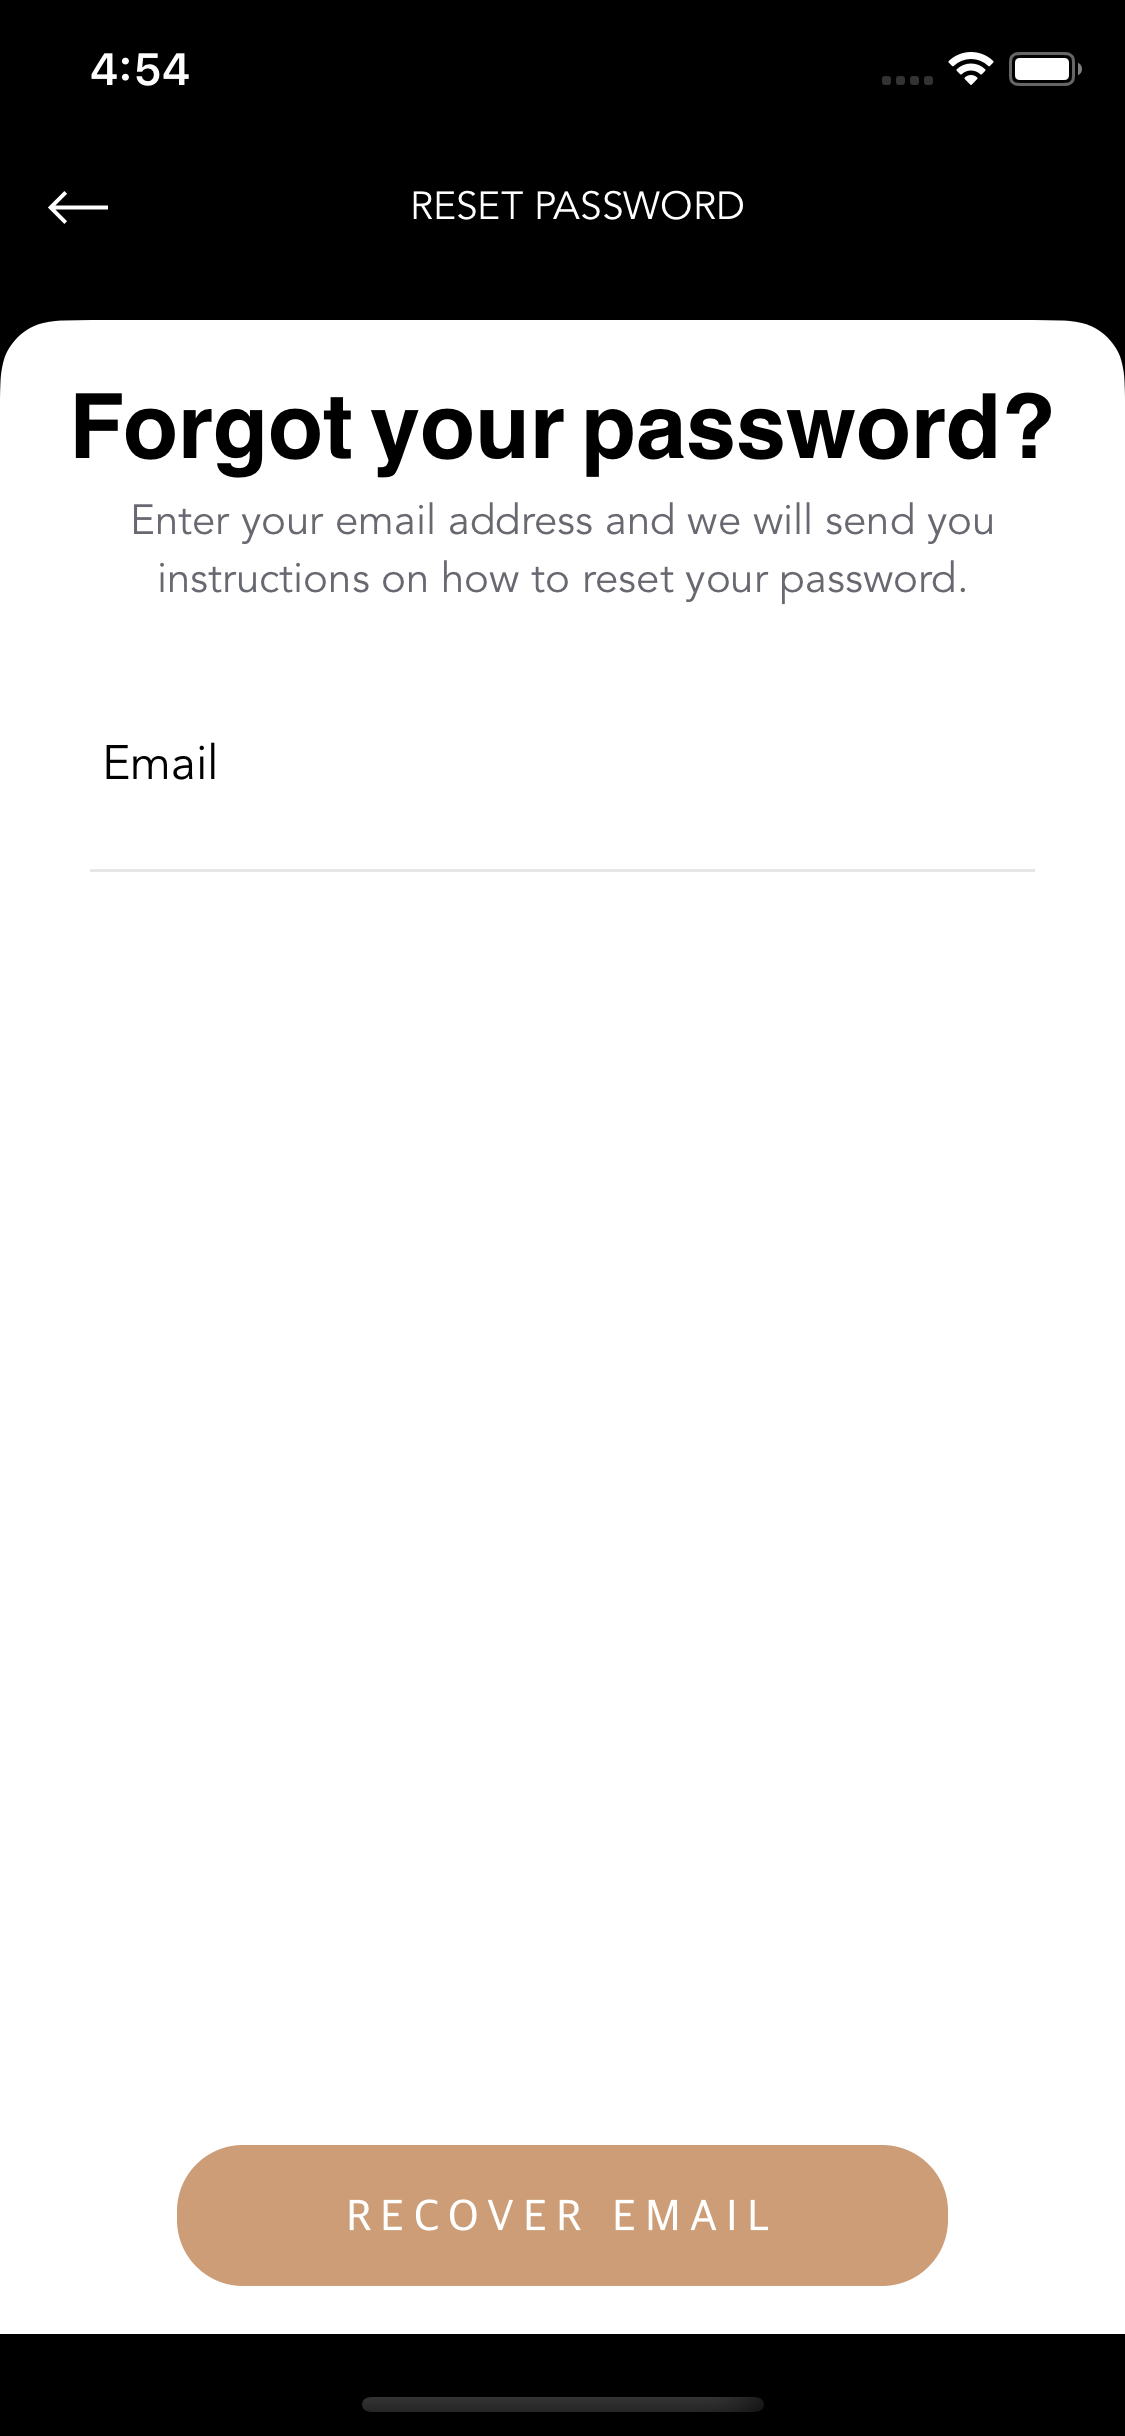 4:54
RESET PASSWORD
Forgot your password?
Enter your email address and we will send you
instructions on how to reset your password.
Email
RECOVER EMAIL